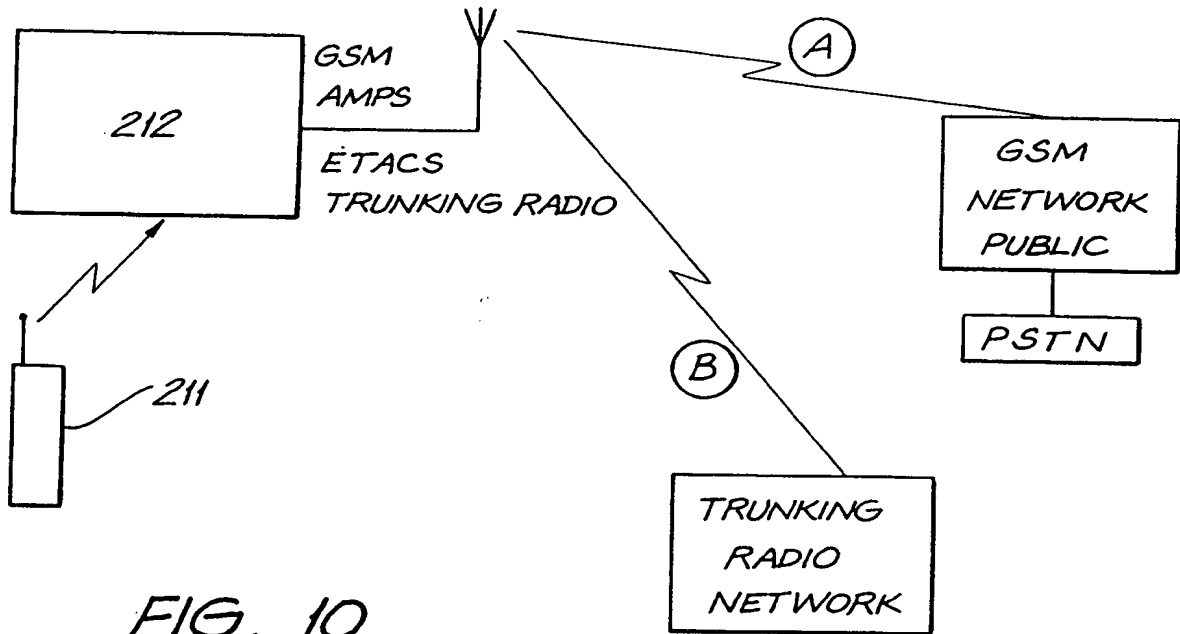 GSM
AMPS
ETACS
TRUNKING RADIO
212
211
A
B
GSM
NETWORK
PUBLIC
PSTN
TRUNKING
RADIO
NETWORK
FIG. 10